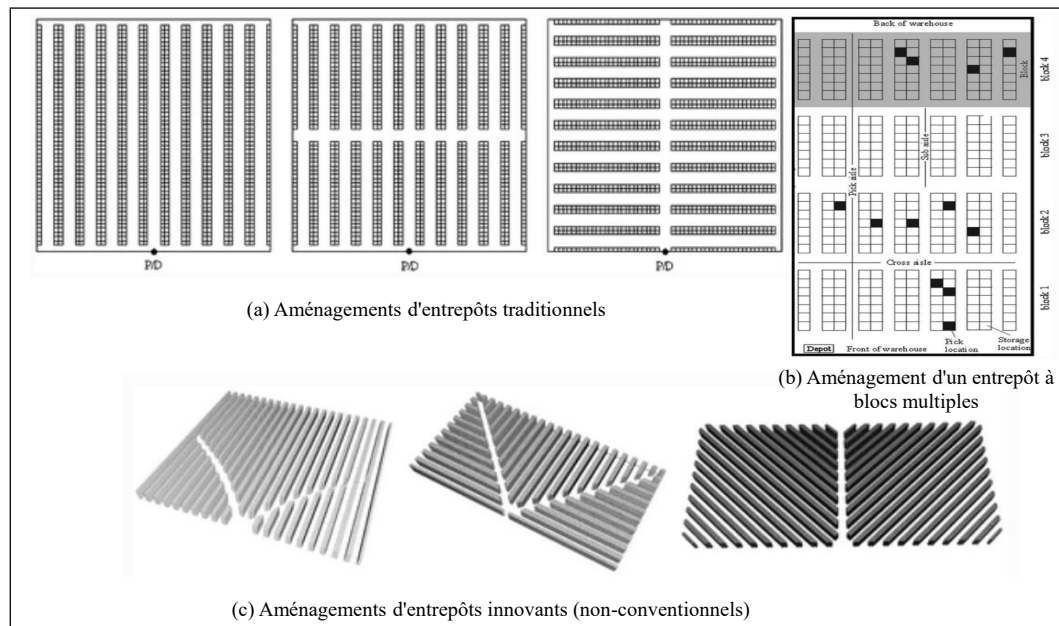 P/D
P/D
P/D
(a) Aménagements d'entrepôts traditionnels
Back of warehouse
Block
block 4
Sub aisle
block 3
Pick aisle
block 2
Cross aisle
block 1
Depot
Front of warehouse
Pick
location
Storage
location
(b) Aménagement d'un entrepôt à
blocs multiples
(c) Aménagements d'entrepôts innovants (non-conventionnels)